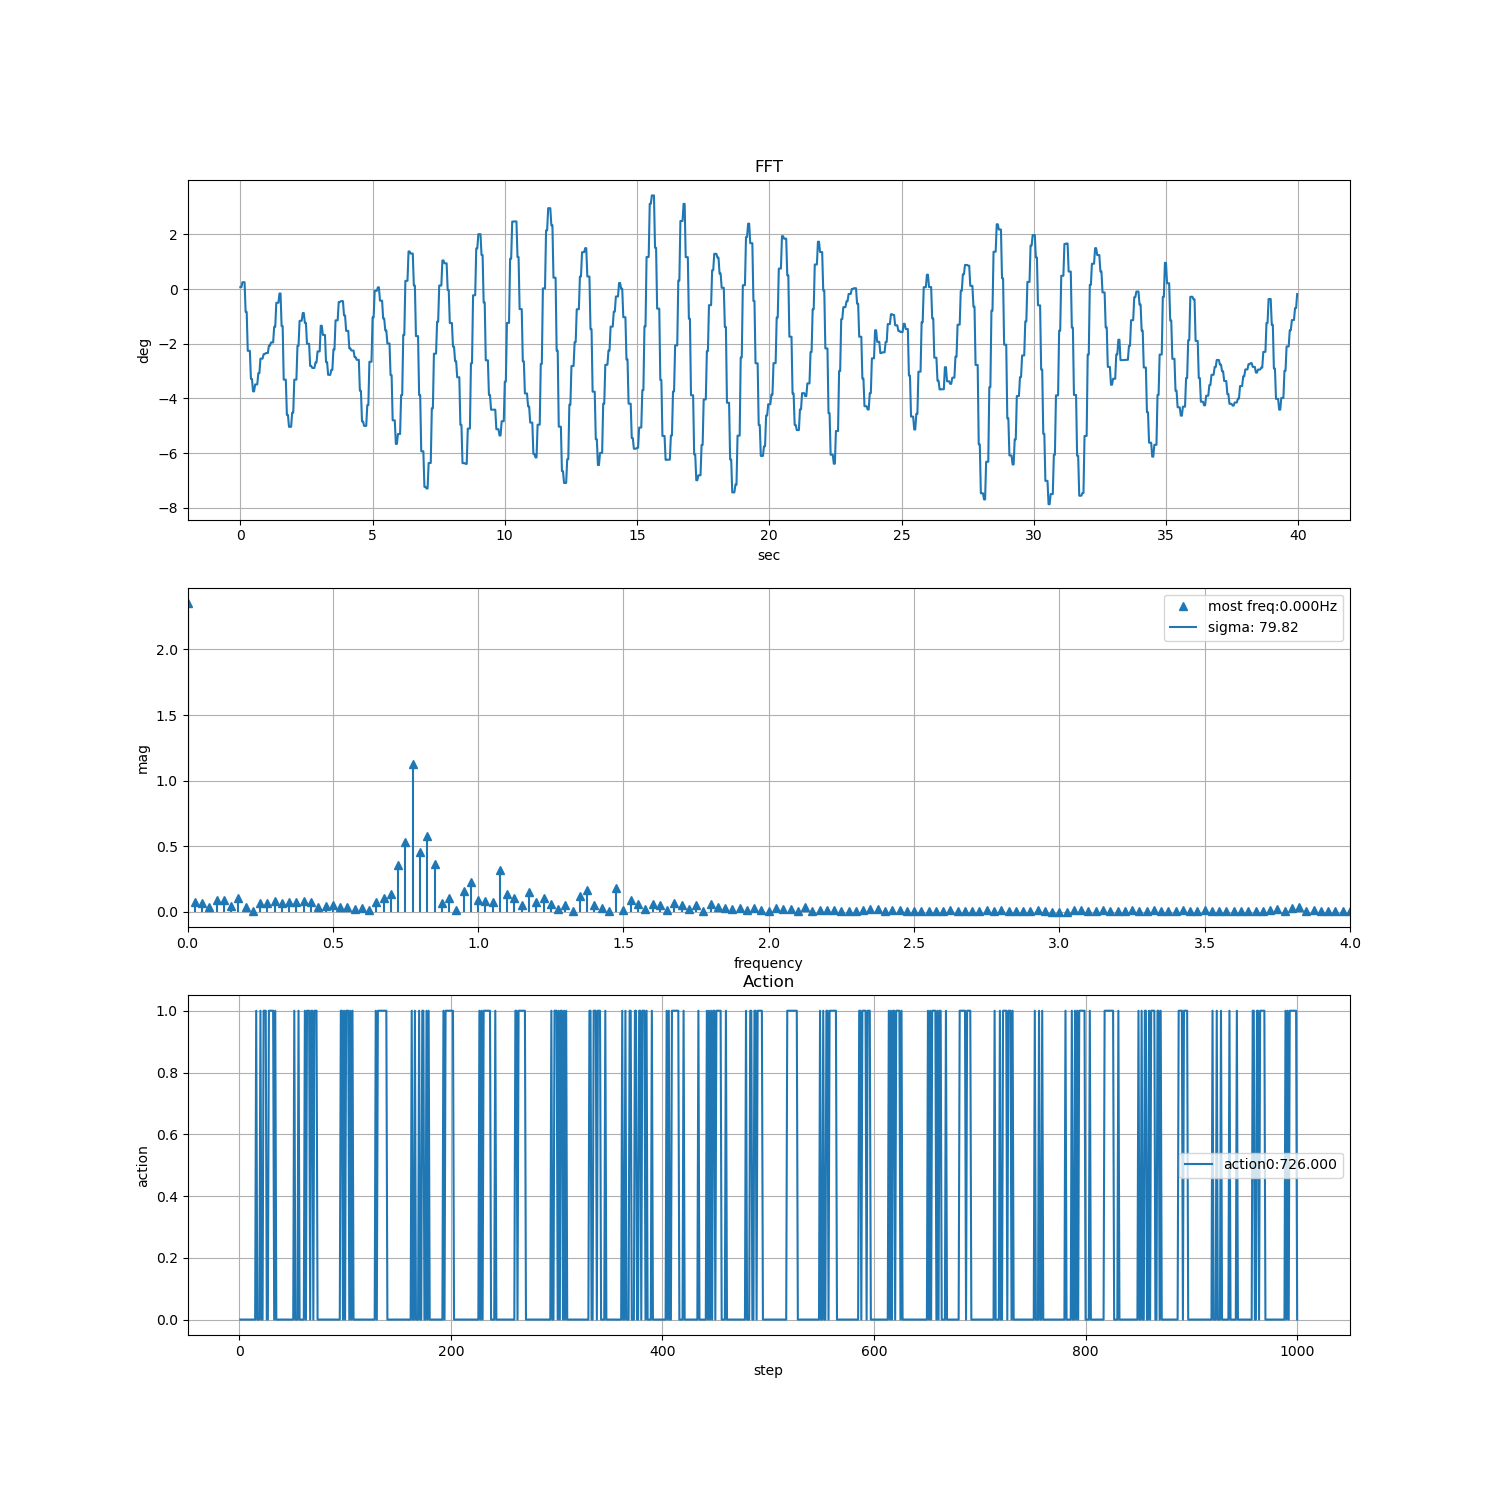 FFT
2
0
−2
−4
−6
−8
deg
0 5 10 15 20 25 30 35 40
sec
most freq:0.000Hz
sigma: 79.82
2.0
1.5
1.0
0.5
0.0
mag
0.0 0.5 1.0 1.5 2.0 2.5 3.0 3.5 4.0
frequency
Action
1.0
0.8
0.6
0.4
0.2
0.0
action
action0:726.000
0 200 400 600 800 1000
step